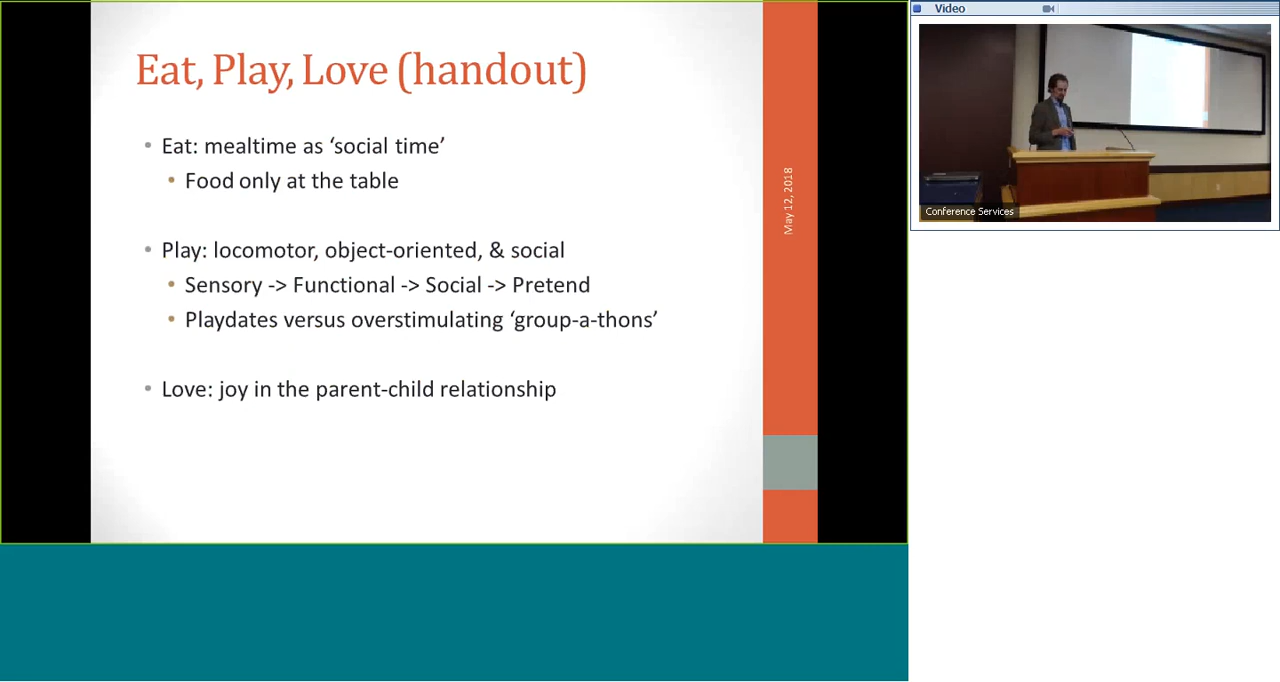 Eat, Play, Love (handout)
• Eat: mealtime as ‘social time’
• Food only at the table
• Play: locomotor, object-oriented, & social
• Sensory -> Functional -> Social -> Pretend
• Playdates versus overstimulating ‘group-a-thons’
• Love: joy in the parent-child relationship
May 12, 2018
Video
Conference Services